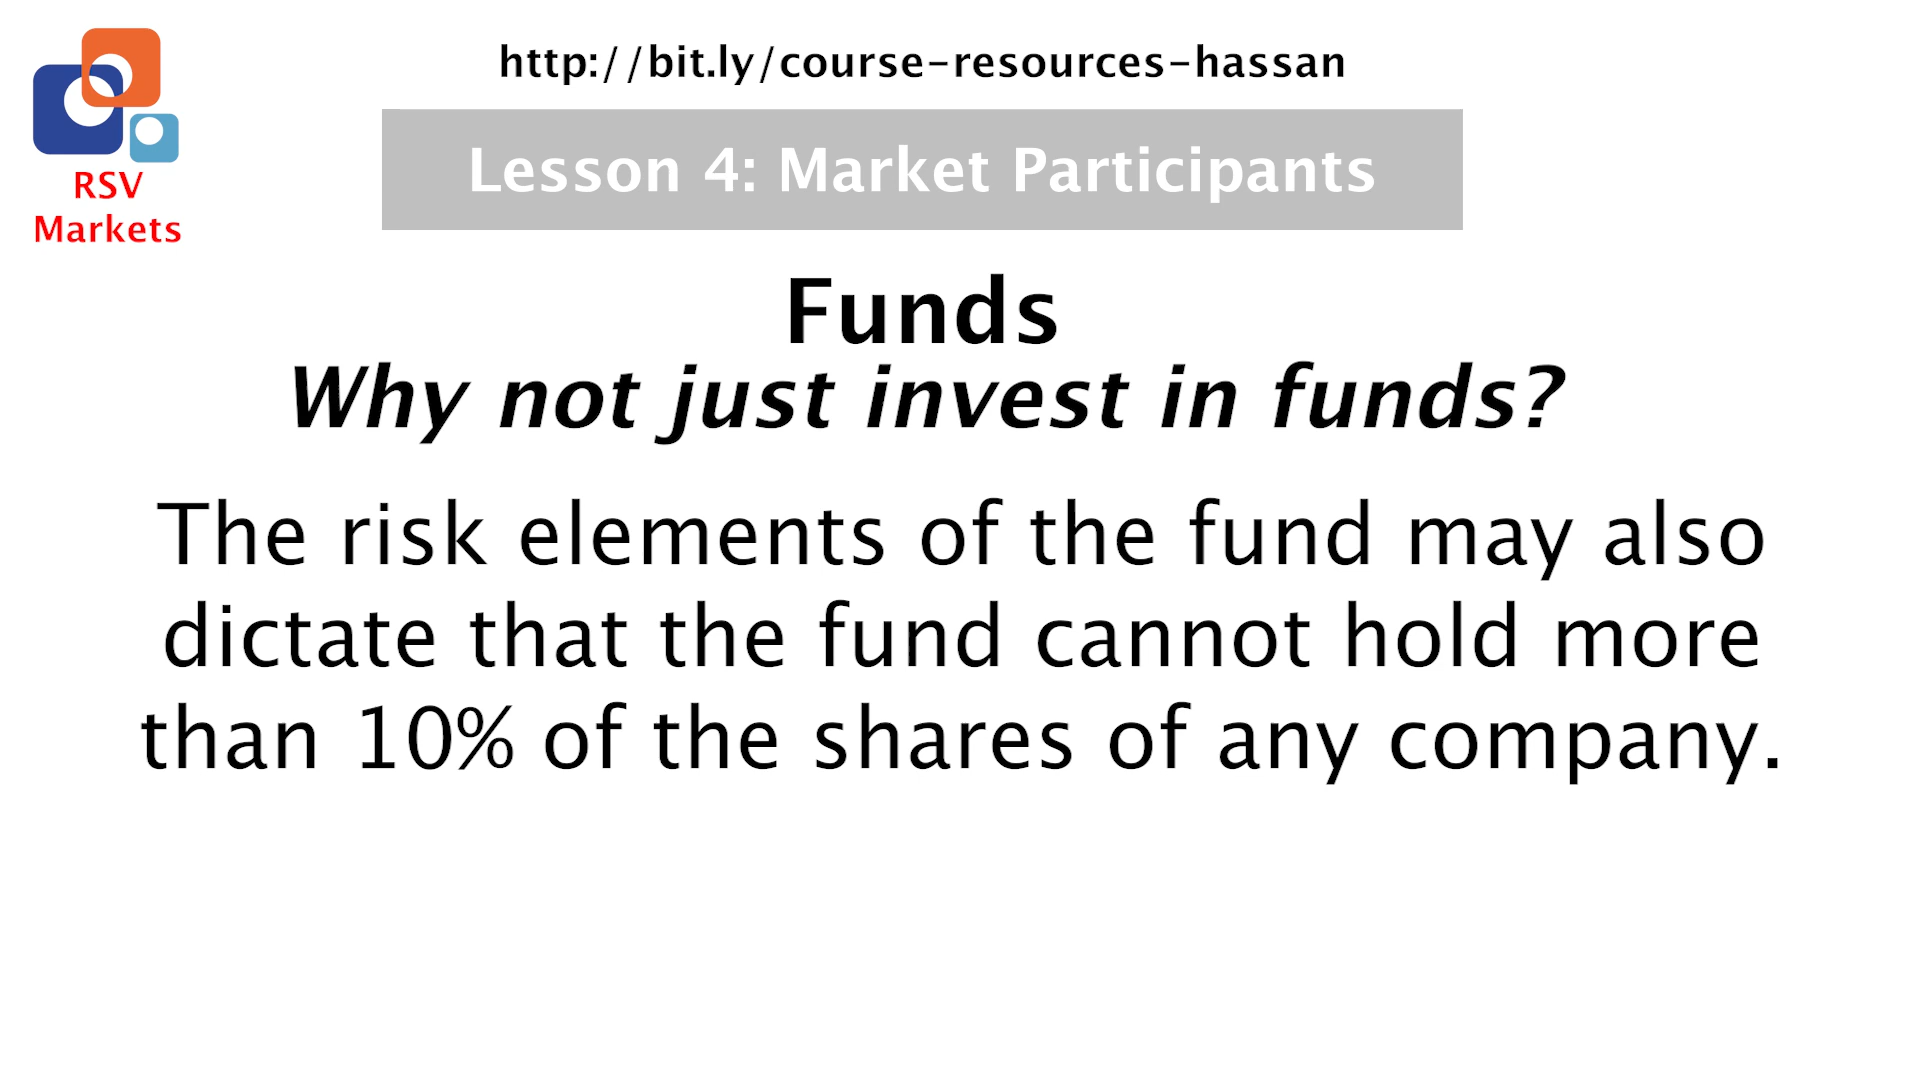 http://bit.ly/course-resources-hassan
RSV
Markets
Lesson 4: Market Participants
Funds
Why not just invest in funds?
The risk elements of the fund may also
dictate that the fund cannot hold more
than 10% of the shares of any company.